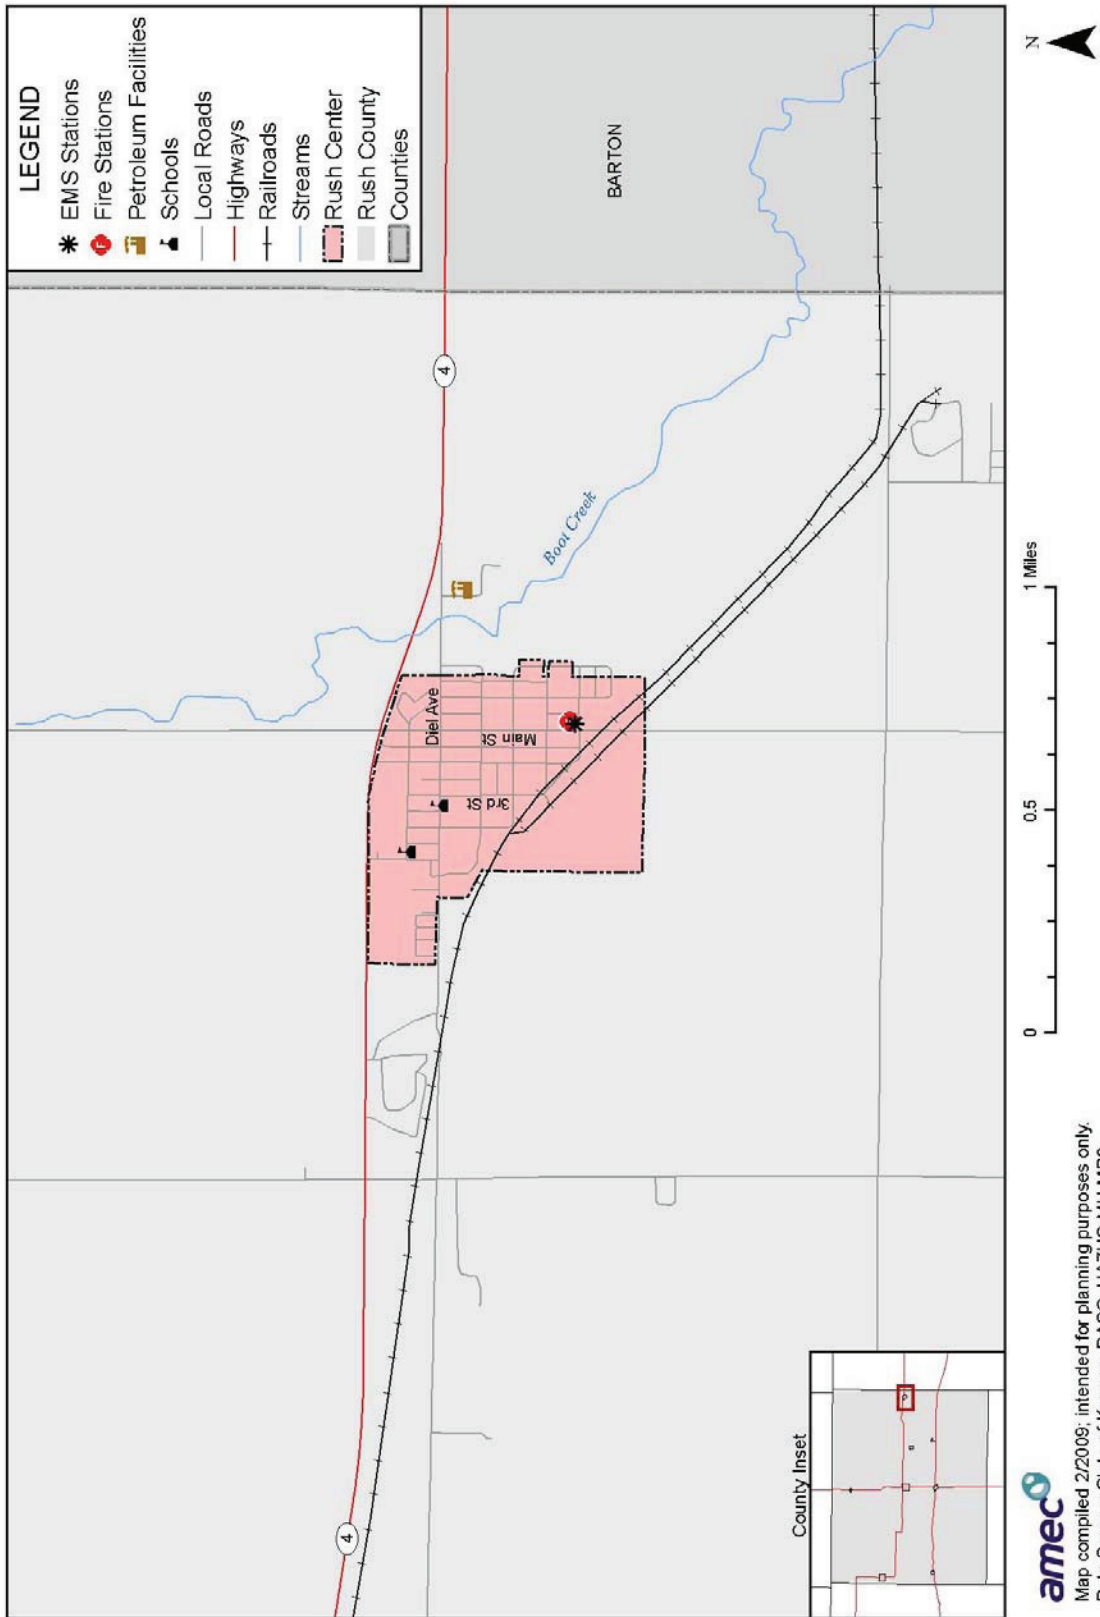 LEGEND
EMS Stations
Fire Stations
F
Petroleum Facilities
Schools
Local Roads
Highways
Railroads
Streams
Rush Center
Rush County
Counties
4
4
BARTON
Boot Creek
Diel Ave
Main St
3rd St
County Inset
N
0
0.5
1 Miles
amec
Map compiled 2/2009; intended for planning purposes only.